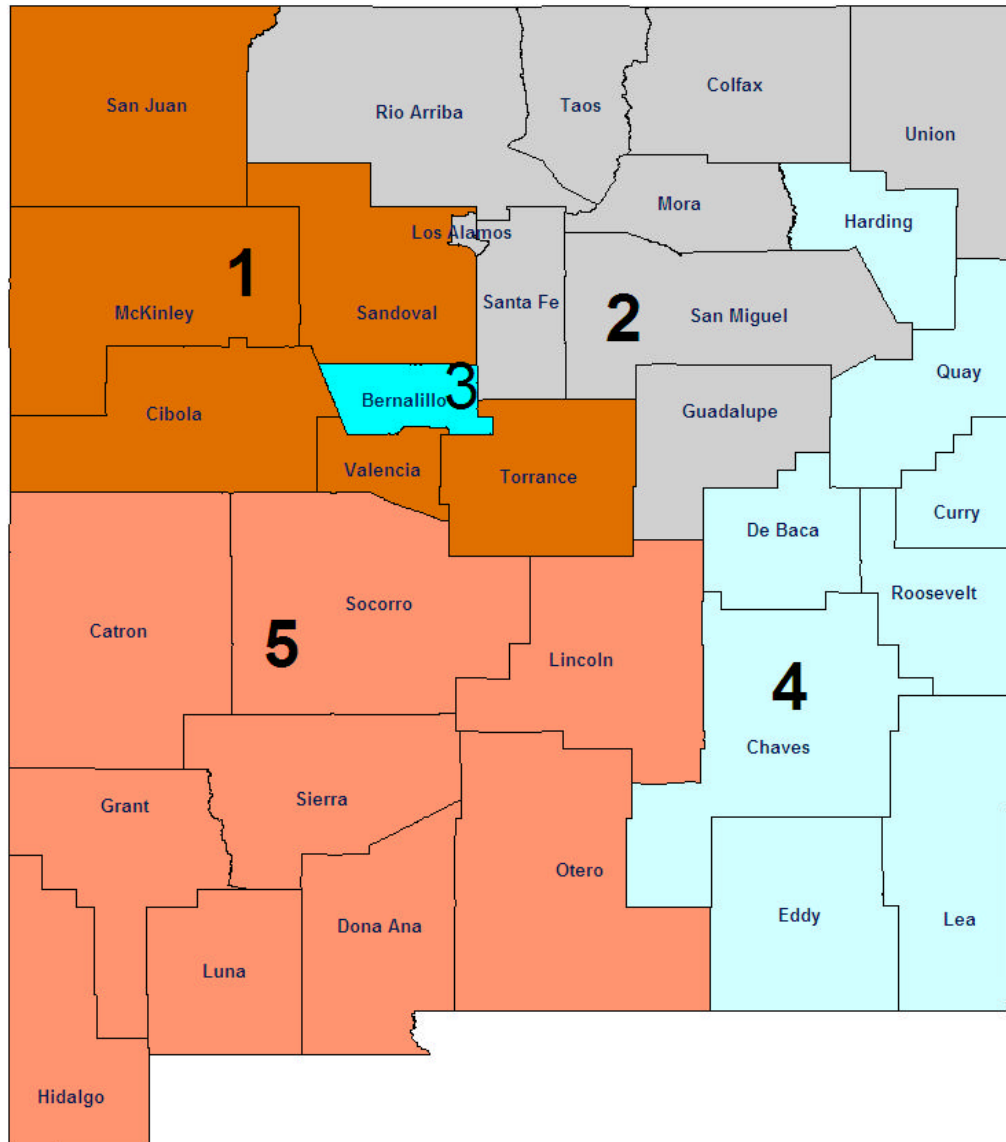 San Juan
Rio Arriba
Taos
Colfax
Union
Mora
Harding
Los Alamos
1
McKinley
Sandoval
Santa Fe
2
San Miguel
Quay
3
Bernalillo
Cibola
Guadalupe
Valencia
Torrance
De Baca
Curry
Roosevelt
Catron
5
Socorro
Lincoln
4
Chaves
Grant
Sierra
Otero
Dona Ana
Eddy
Lea
Luna
Hidalgo